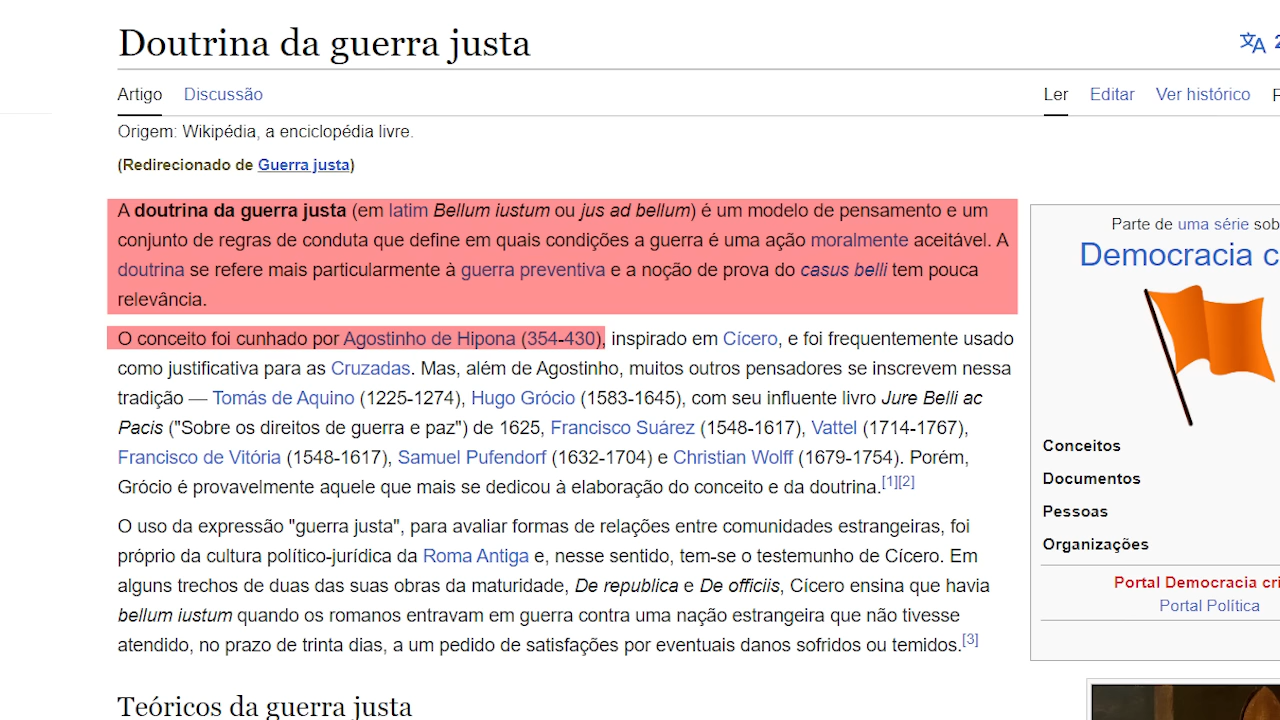 Doutrina da guerra justa
Artigo Discussão Ler Editar Ver histórico
Origem: Wikipédia, a enciclopédia livre.
(Redirecionado de Guerra justa)
A doutrina da guerra justa (em latim Bellum iustum ou jus ad bellum) é um modelo de pensamento e um
conjunto de regras de conduta que define em quais condições a guerra é uma ação moralmente aceitável. A
doutrina se refere mais particularmente à guerra preventiva e a noção de prova do casus belli tem pouca
relevância.
O conceito foi cunhado por Agostinho de Hipona (354-430), inspirado em Cícero, e foi frequentemente usado
como justificativa para as Cruzadas. Mas, além de Agostinho, muitos outros pensadores se inscrevem nessa
tradição — Tomás de Aquino (1225-1274), Hugo Grócio (1583-1645), com seu influente livro Jure Belli ac
Pacis ("Sobre os direitos de guerra e paz") de 1625, Francisco Suárez (1548-1617), Vattel (1714-1767),
Francisco de Vitória (1548-1617), Samuel Pufendorf (1632-1704) e Christian Wolff (1679-1754). Porém,
Grócio é provavelmente aquele que mais se dedicou à elaboração do conceito e da doutrina.[1][2]
O uso da expressão "guerra justa", para avaliar formas de relações entre comunidades estrangeiras, foi
próprio da cultura político-jurídica da Roma Antiga e, nesse sentido, tem-se o testemunho de Cícero. Em
alguns trechos de duas das suas obras da maturidade, De republica e De officiis, Cícero ensina que havia
bellum iustum quando os romanos entravam em guerra contra uma nação estrangeira que não tivesse
atendido, no prazo de trinta dias, a um pedido de satisfações por eventuais danos sofridos ou temidos.[3]
Teóricos da guerra justa
Parte de uma série sob
Democracia c
Conceitos
Documentos
Pessoas
Organizações
Portal Democracia cri
Portal Política